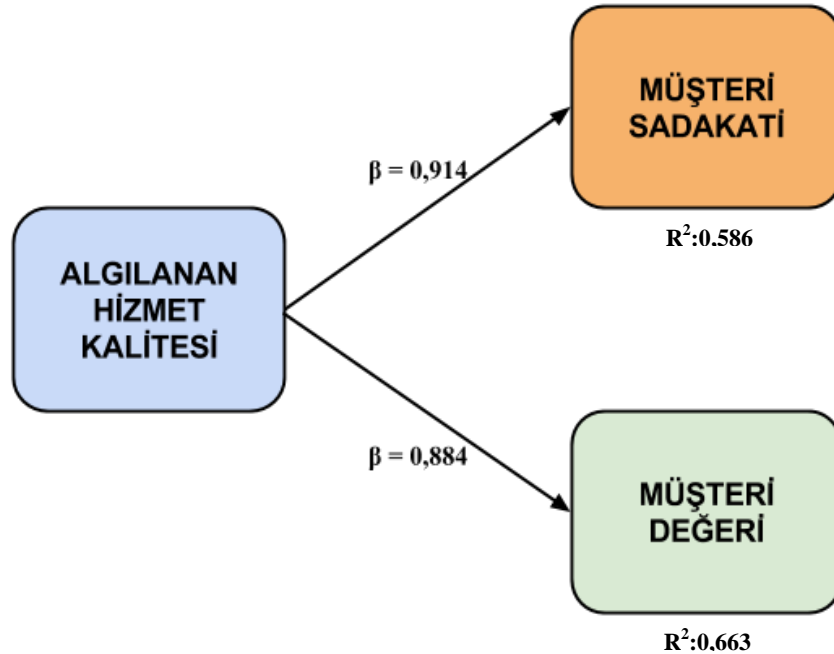 MÜŞTERİ
SADAKATİ
R²:0,586
β = 0,914
ALGILANAN
HİZMET
KALİTESİ
β = 0,884
MÜŞTERİ
DEĞERİ
R²:0,663